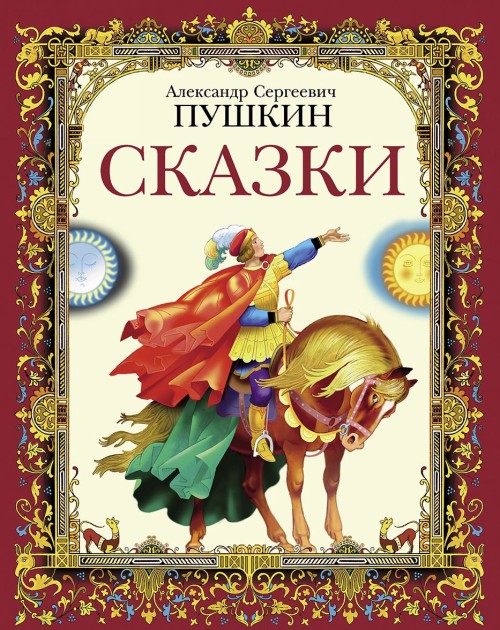 Александр Сергеевич
ПУШКИН
СКАЗКИ